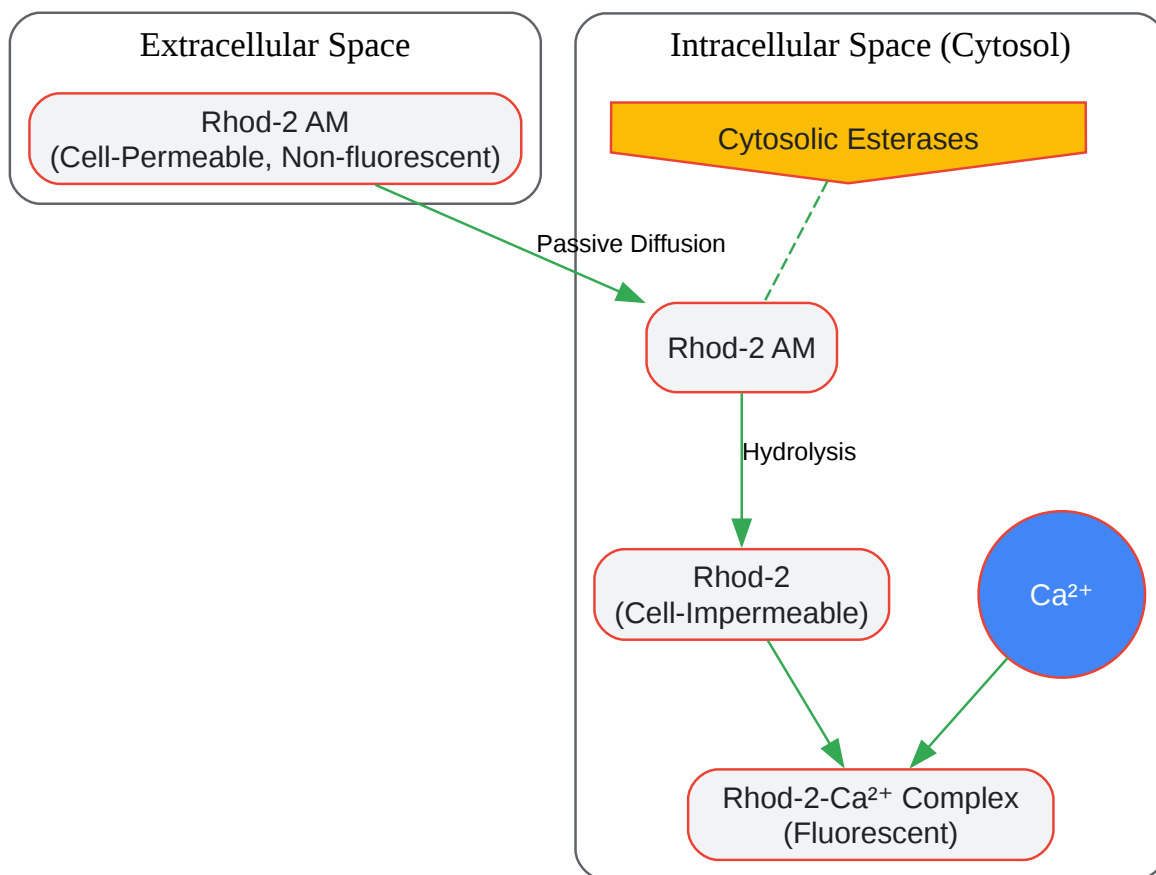 Extracellular Space
Rhod-2 AM
(Cell-Permeable, Non-fluorescent)
Intracellular Space (Cytosol)
Cytosolic Esterases
Passive Diffusion
Rhod-2 AM
Hydrolysis
Rhod-2
(Cell-Impermeable)
Ca²⁺
Rhod-2-Ca²⁺ Complex
(Fluorescent)